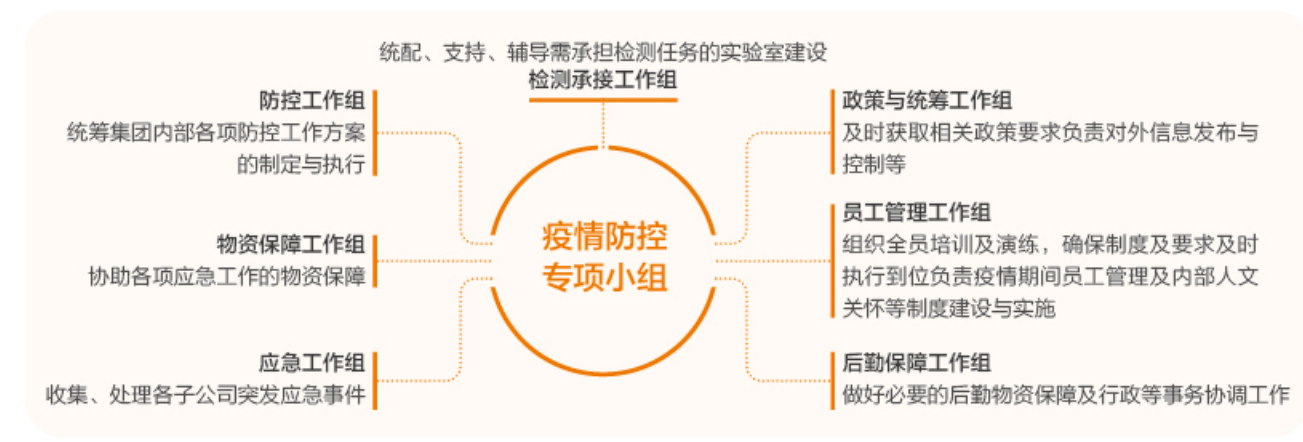 统配、支持、辅导需承担检测任务的实验室建设
检测承接工作组
防控工作组
统筹集团内部各项防控工作方案
的制定与执行
物资保障工作组
协助各项应急工作的物资保障
应急工作组
收集、处理各子公司突发应急事件
疫情防控
专项小组
政策与统筹工作组
及时获取相关政策要求负责对外信息发布与
控制等
员工管理工作组
组织全员培训及演练，确保制度及要求及时
执行到位负责疫情期间员工管理及内部人文
关怀等制度建设与实施
后勤保障工作组
做好必要的后勤物资保障及行政等事务协调工作